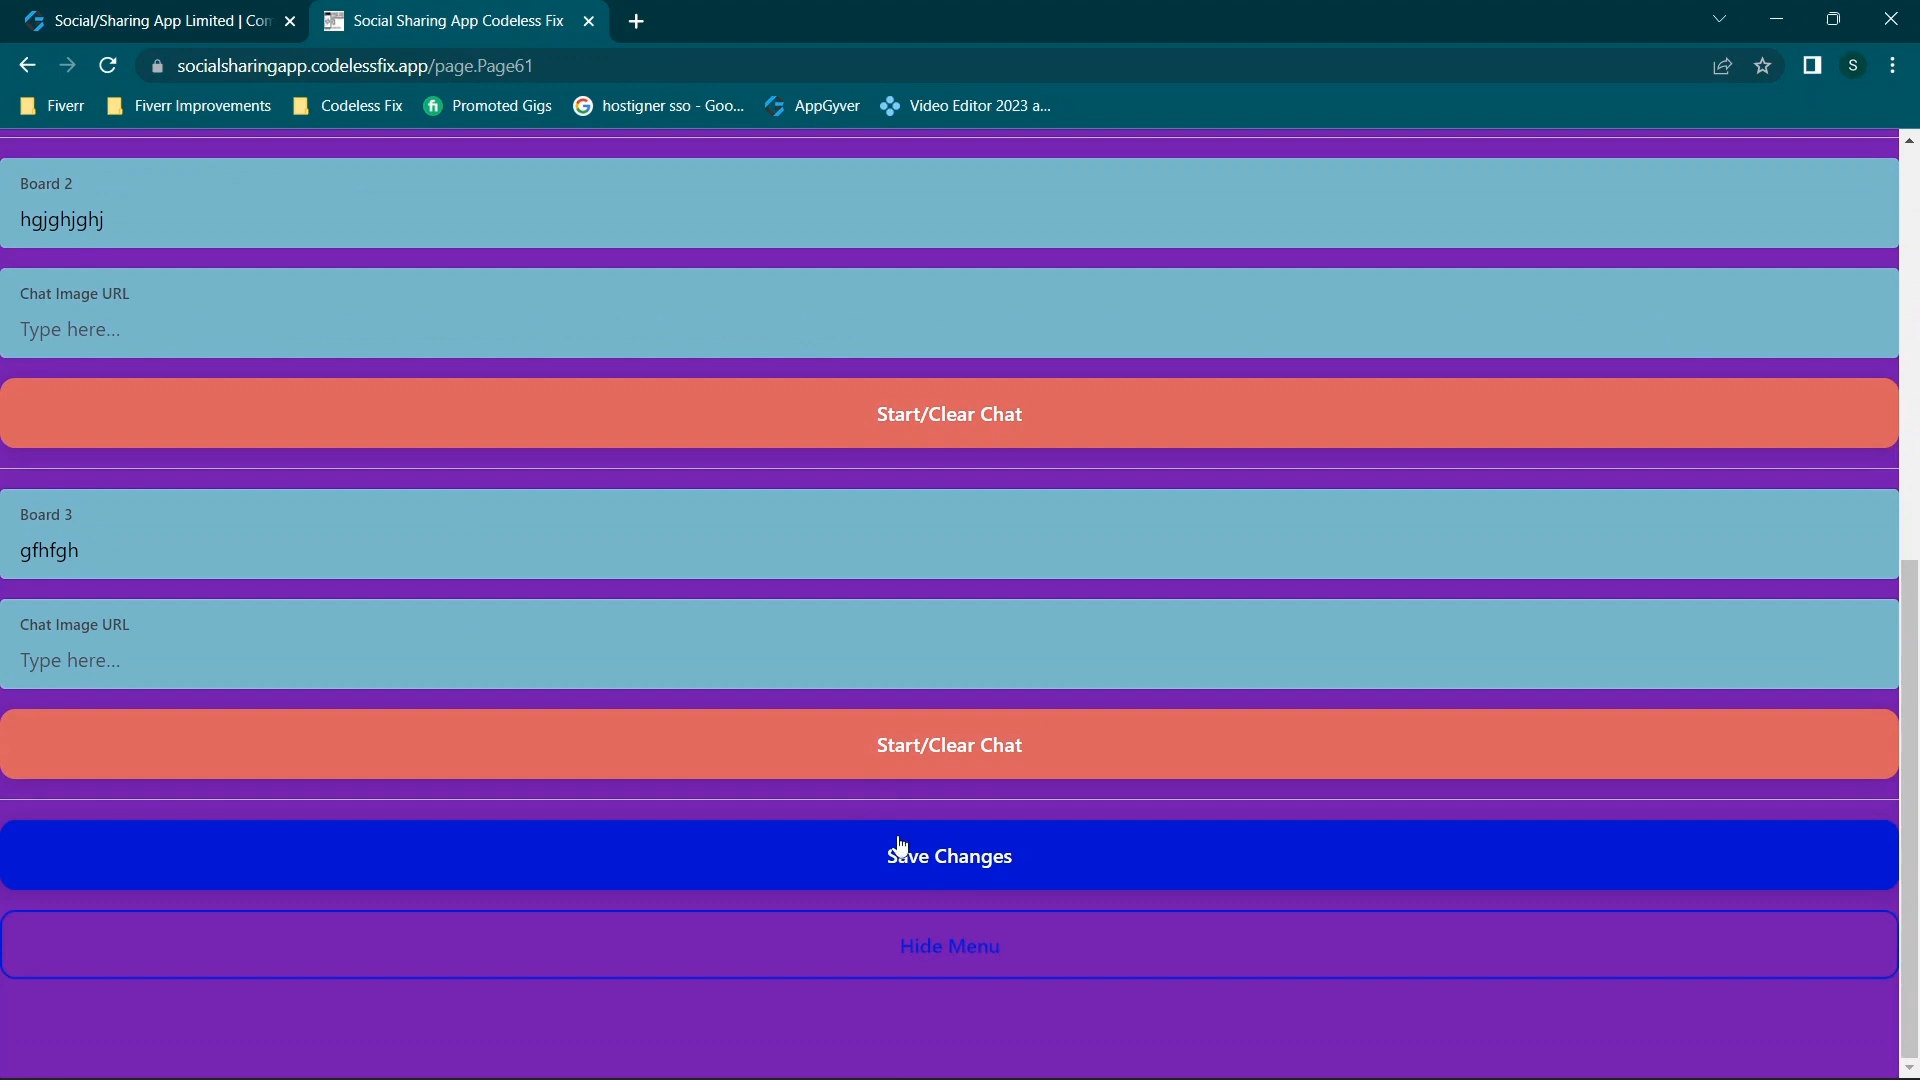 Social/Sharing App Limited | Con
Social Sharing App Codeless Fix
socialsharingapp.codelessfix.app/page.Page61
S
Fiverr
Fiverr Improvements
Codeless Fix
Promoted Gigs
hostigner sso - Goo...
AppGyver
Video Editor 2023 a...
Board 2
hgjghjghj
Chat Image URL
Type here...
Start/Clear Chat
Board 3
gfhfgh
Chat Image URL
Type here...
Start/Clear Chat
Save Changes
Hide Menu